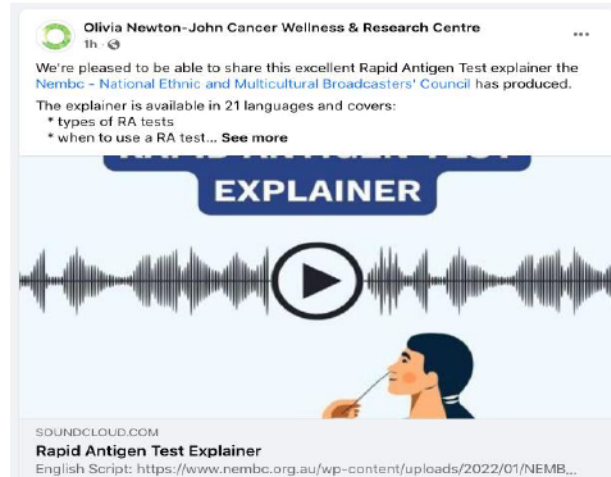 Olivia Newton-John Cancer Wellness & Research Centre
1h ·
We're pleased to be able to share this excellent Rapid Antigen Test explainer the
Nembc - National Ethnic and Multicultural Broadcasters' Council has produced.
The explainer is available in 21 languages and covers:
* types of RA tests
* when to use a RA test... See more
RAPID ANTIGEN TEST
EXPLAINER
SOUNDCLOUD.COM
Rapid Antigen Test Explainer
English Script: https://www.nembc.org.au/wp-content/uploads/2022/01/NEMB...